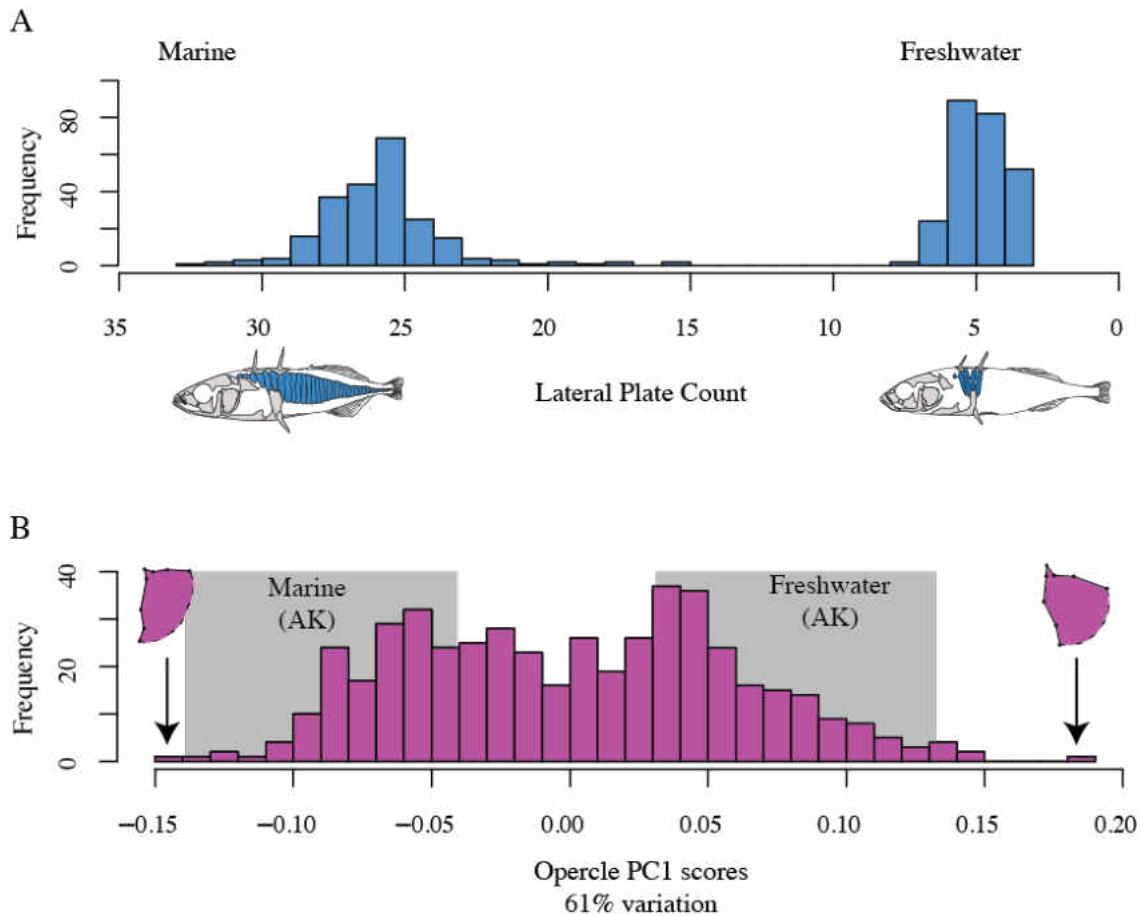 A
Marine
Freshwater
Frequency
0
40
80
35
30
25
20
15
10
5
0
Lateral Plate Count
B
Frequency
0
20
40
Marine
(AK)
Freshwater
(AK)
−0.15
−0.10
−0.05
0.00
0.05
0.10
0.15
0.20
Opercle PC1 scores
61% variation